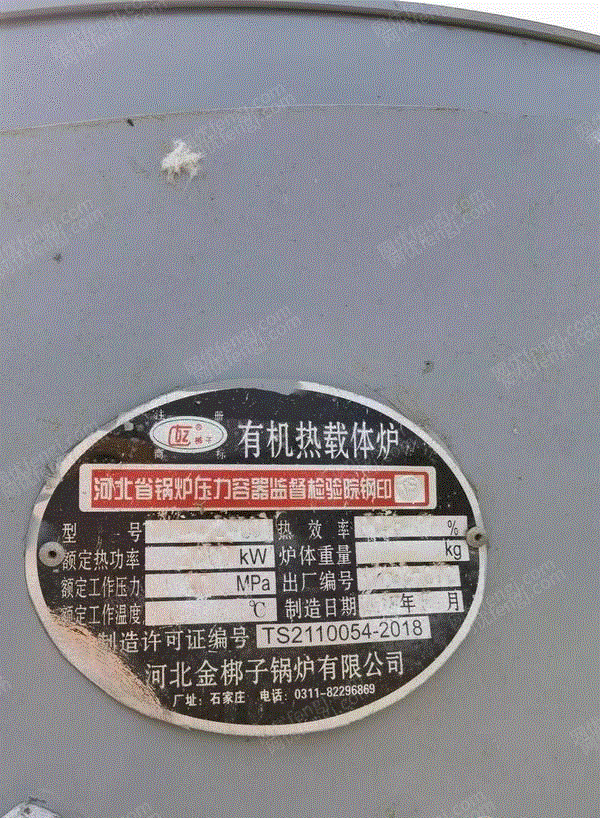 注册
梆子
商标
有机热载体炉
河北省锅炉压力容器监督检验院钢印
型 号 热效率 %
额定热功率 kW 炉体重量 kg
额定工作压力 MPa 出厂编号
额定工作温度 ℃ 制造日期 年 月
制造许可证编号 TS2110054-2018
河北金梆子锅炉有限公司
厂址：石家庄 电话：0311-82296869